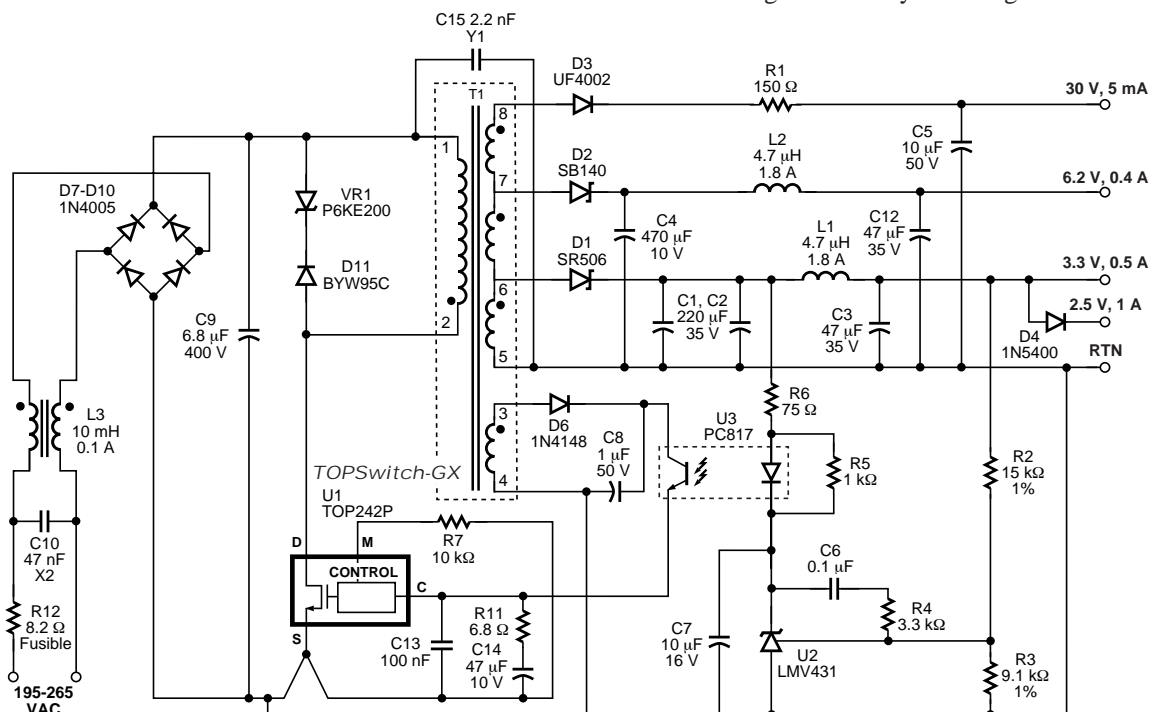 C15 2.2 nF
Y1
D3
UF4002
R1
150 Ω
30 V, 5 mA
T1
8
1
C5
10 µF
50 V
L2
4.7 µH
1.8 A
D2
SB140
7
6.2 V, 0.4 A
D7-D10
1N4005
VR1
P6KE200
C4
470 µF
10 V
C12
47 µF
35 V
L1
4.7 µH
1.8 A
D1
SR506
3.3 V, 0.5 A
D11
BYW95C
6
2
C1, C2
220 µF
35 V
C3
47 µF
35 V
2.5 V, 1 A
D4
1N5400
C9
6.8 µF
400 V
5
RTN
L3
10 mH
0.1 A
3
D6
1N4148
R6
75 Ω
U3
PC817
C8
1 µF
50 V
R5
1 kΩ
R2
15 kΩ
1%
4
TOPSwitch-GX
U1
TOP242P
C10
47 nF
X2
D
M
R7
10 kΩ
CONTROL
C
C6
0.1 µF
R12
8.2 Ω
Fusible
S
R11
6.8 Ω
R4
3.3 kΩ
C13
100 nF
C14
47 µF
10 V
C7
10 µF
16 V
U2
LMV431
R3
9.1 kΩ
1%
195-265
VAC